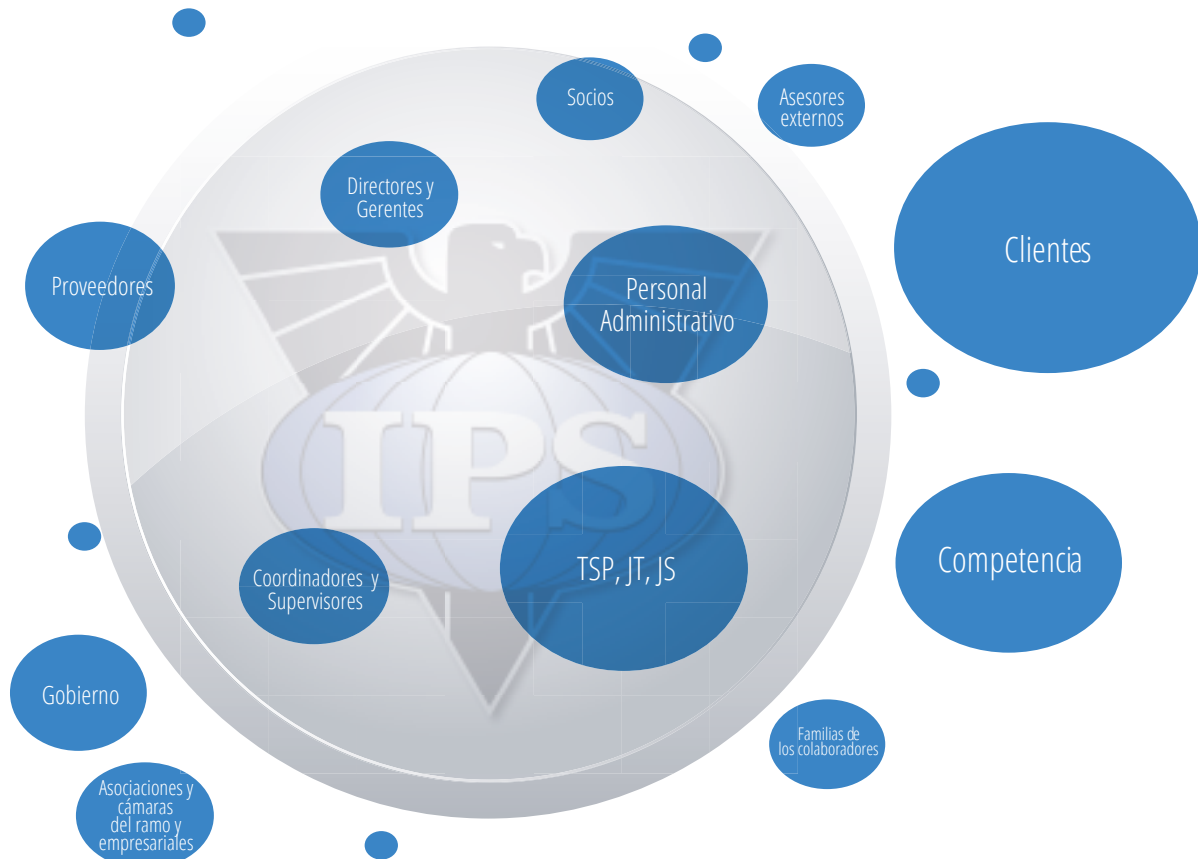 Socios
Asesores
externos
Directores y
Gerentes
Clientes
Proveedores
Personal
Administrativo
IPS
TSP, JT, JS
Competencia
Coordinadores y
Supervisores
Gobierno
Familias de
los colaboradores
Asociaciones y
cámaras
del ramo y
empresariales